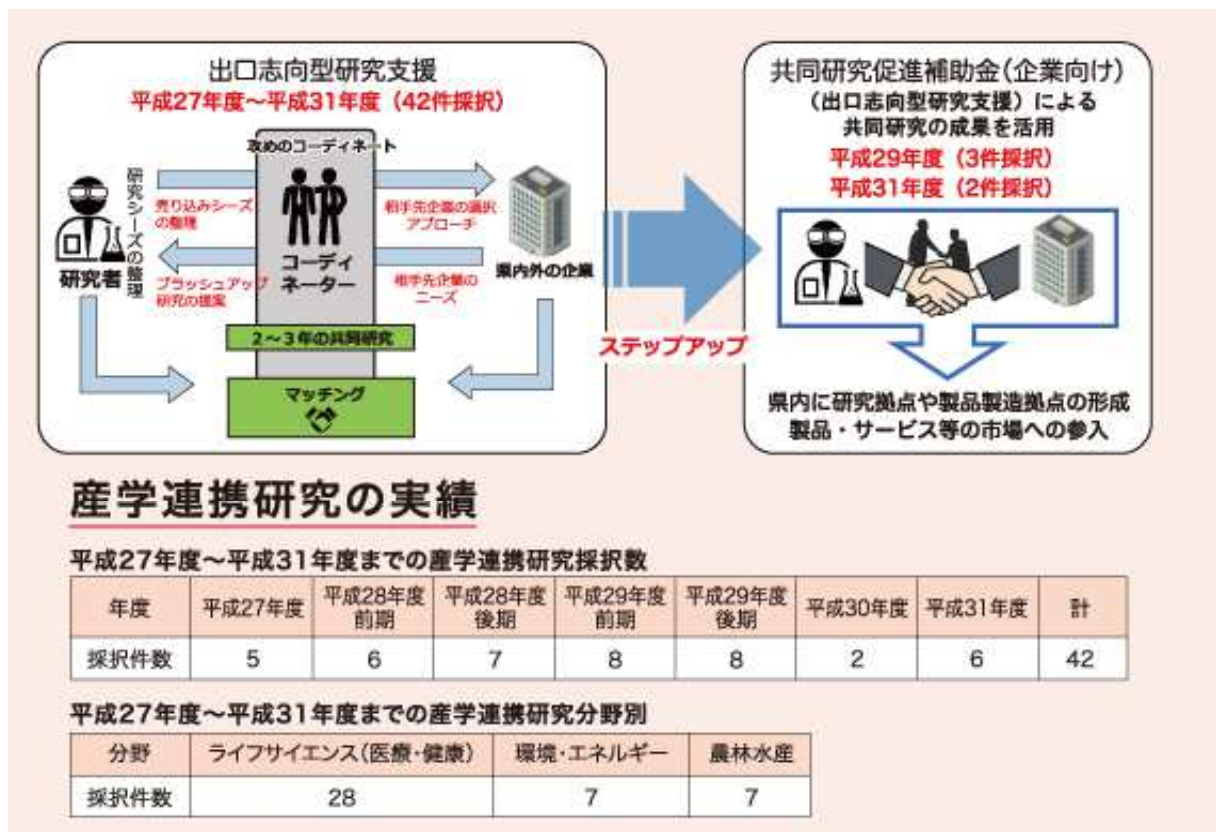 出口志向型研究支援
平成27年度～平成31年度（42件採択）
攻めのコーディネート
研究シーズの整理
研究者
売り込みシーズ
の整理
ブラッシュアップ
研究の提案
コーディ
ネーター
相手先企業の選択
アプローチ
相手先企業の
ニーズ
県内外の企業
2～3年の共同研究
マッチング
ステップアップ
共同研究促進補助金（企業向け）
（出口志向型研究支援）による
共同研究の成果を活用
平成29年度（3件採択）
平成31年度（2件採択）
県内に研究拠点や製品製造拠点の形成
製品・サービス等の市場への参入
産学連携研究の実績
平成27年度～平成31年度までの産学連携研究採択数
年度 平成27年度 平成28年度前期 平成28年度後期 平成29年度前期 平成29年度後期 平成30年度 平成31年度 計
採択件数 5 6 7 8 8 2 6 42
平成27年度～平成31年度までの産学連携研究分野別
分野 ライフサイエンス（医療・健康） 環境・エネルギー 農林水産
採択件数 28 7 7